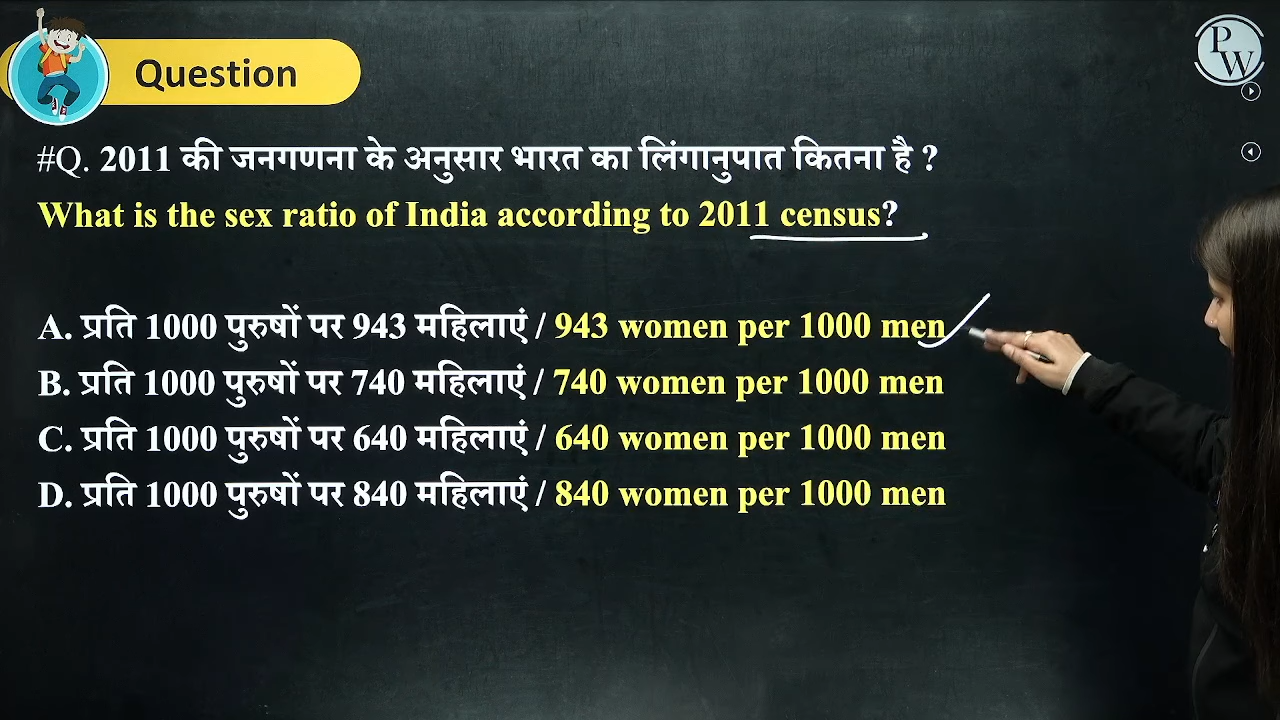 Question
PW
#Q. 2011 की जनगणना के अनुसार भारत का लिंगानुपात कितना है ?
What is the sex ratio of India according to 2011 census?
A. प्रति 1000 पुरुषों पर 943 महिलाएं / 943 women per 1000 men
B. प्रति 1000 पुरुषों पर 740 महिलाएं / 740 women per 1000 men
C. प्रति 1000 पुरुषों पर 640 महिलाएं / 640 women per 1000 men
D. प्रति 1000 पुरुषों पर 840 महिलाएं / 840 women per 1000 men